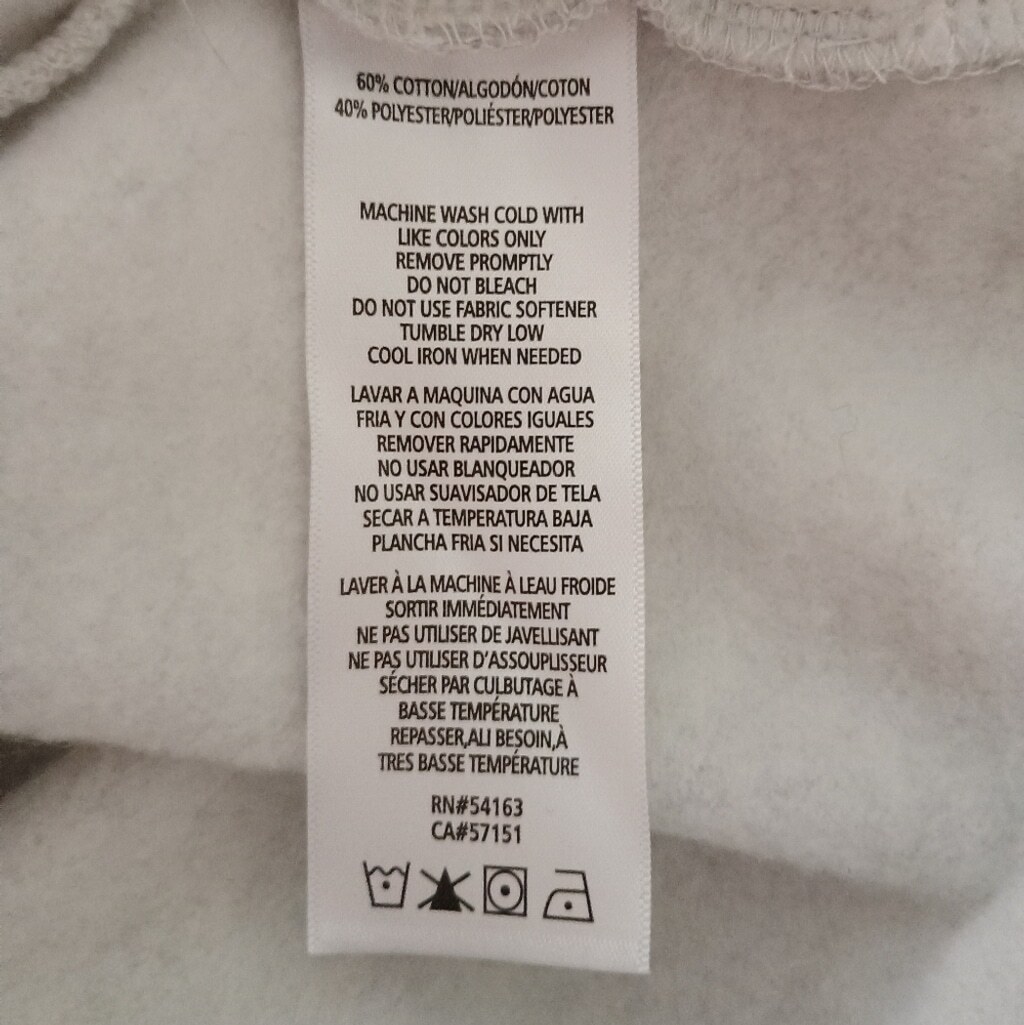 60% COTTON/ALGODÓN/COTON
40% POLYESTER/POLIÉSTER/POLYESTER
MACHINE WASH COLD WITH
LIKE COLORS ONLY
REMOVE PROMPTLY
DO NOT BLEACH
DO NOT USE FABRIC SOFTENER
TUMBLE DRY LOW
COOL IRON WHEN NEEDED
LAVAR A MAQUINA CON AGUA
FRIA Y CON COLORES IGUALES
REMOVER RAPIDAMENTE
NO USAR BLANQUEADOR
NO USAR SUAVISADOR DE TELA
SECAR A TEMPERATURA BAJA
PLANCHA FRIA SI NECESITA
LAVER À LA MACHINE À LEAU FROIDE
SORTIR IMMÉDIATEMENT
NE PAS UTILISER DE JAVELLISANT
NE PAS UTILISER D'ASSOUPLISSEUR
SÉCHER PAR CULBUTAGE À
BASSE TEMPÉRATURE
REPASSER,ALI BESOIN,À
TRES BASSE TEMPÉRATURE
RN#54163
CA#57151